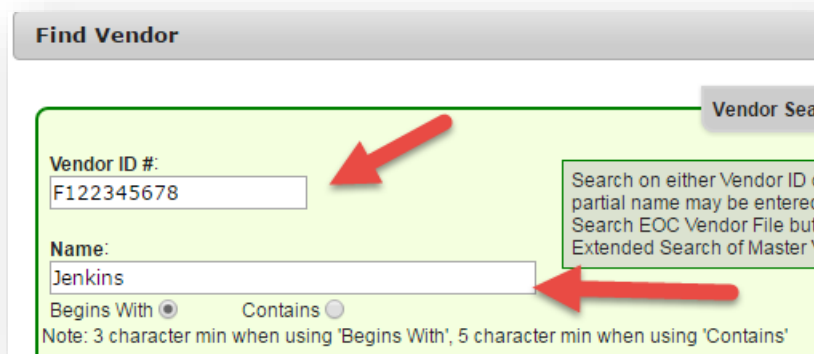 Find Vendor
Vendor
Vendor ID #:
F122345678
Search on either Vendor ID
partial name may be entered
Search EOC Vendor File
Name:
Extended Search of Master
Jenkins
Begins With Contains
Note: 3 character min when using 'Begins With', 5 character min when using 'Contains'